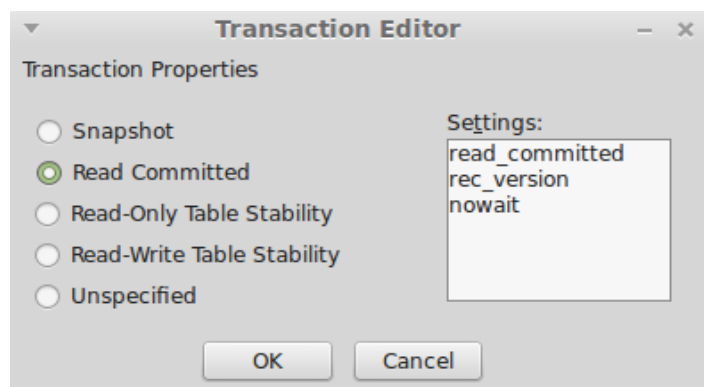 Transaction Editor
Transaction Properties
Snapshot
Read Committed
Read-Only Table Stability
Read-Write Table Stability
Unspecified
Settings:
read_committed
rec_version
nowait
OK
Cancel